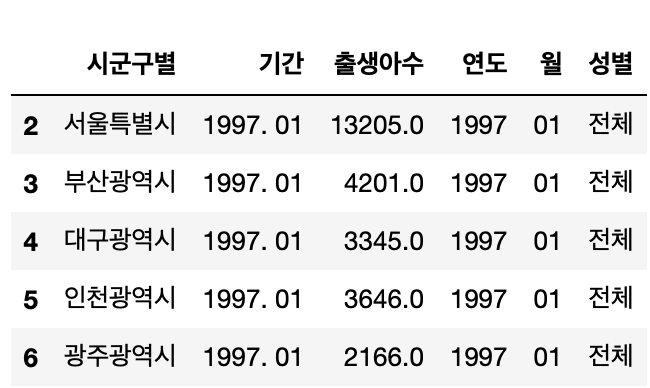 시군구별 기간 출생아수 연도 월 성별
2 서울특별시 1997. 01 13205.0 1997 01 전체
3 부산광역시 1997. 01 4201.0 1997 01 전체
4 대구광역시 1997. 01 3345.0 1997 01 전체
5 인천광역시 1997. 01 3646.0 1997 01 전체
6 광주광역시 1997. 01 2166.0 1997 01 전체